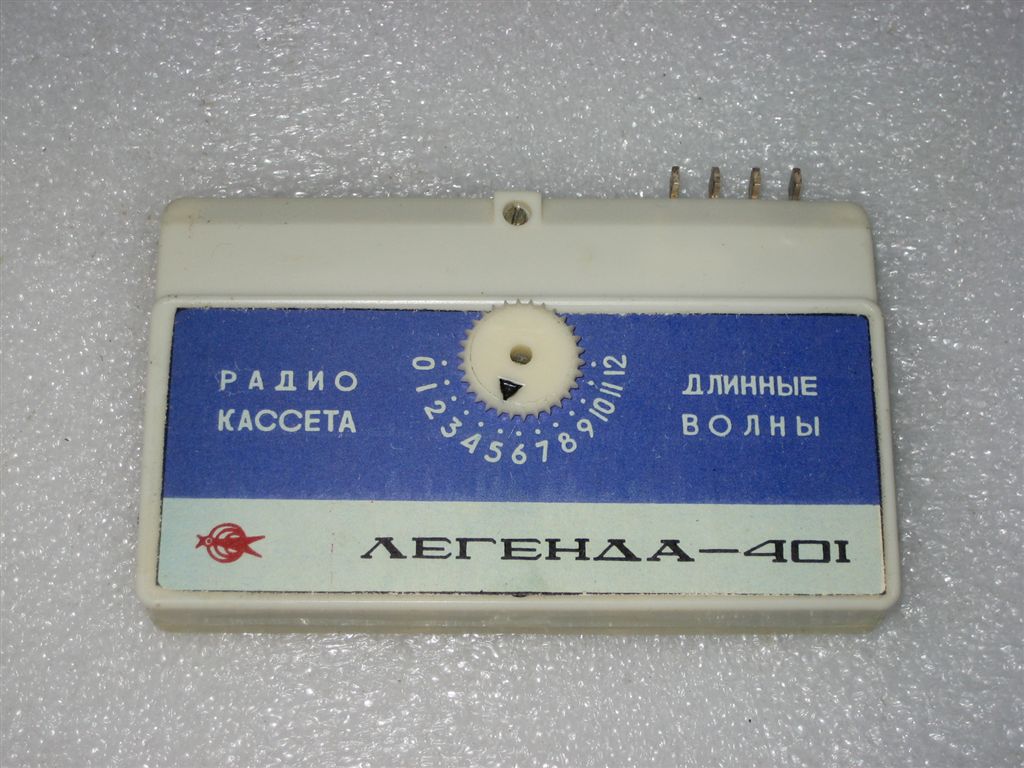 РАДИО
КАССЕТА
0 1 2 3 4 5 6 7 8 9 10 11 12
ДЛИННЫЕ
ВОЛНЫ
ЛЕГЕНДА-401